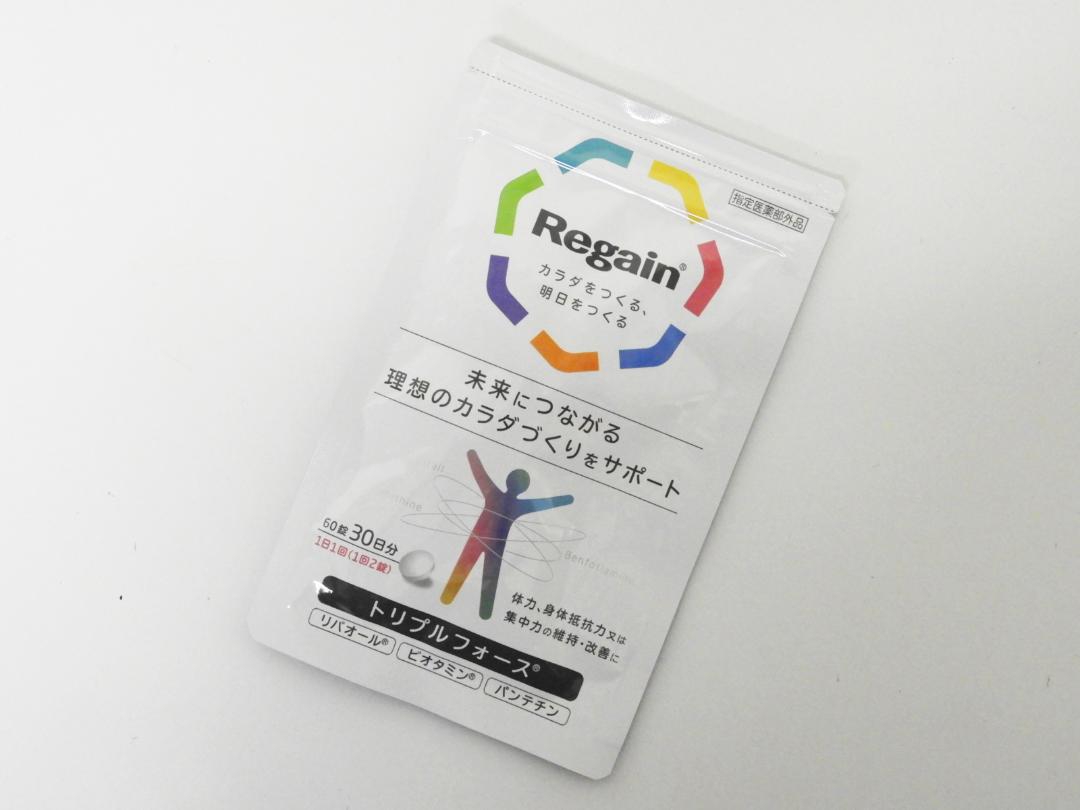 指定医薬部外品
Regain®
カラダをつくる、
明日をつくる
未来につながる
理想のカラダづくりをサポート
60錠30日分
1日1回(1回2錠)
Benfotiamine
体力、身体抵抗力又は
集中力の維持・改善に
トリプルフォース®
リバオール®
ビオタミン®
パンテチン